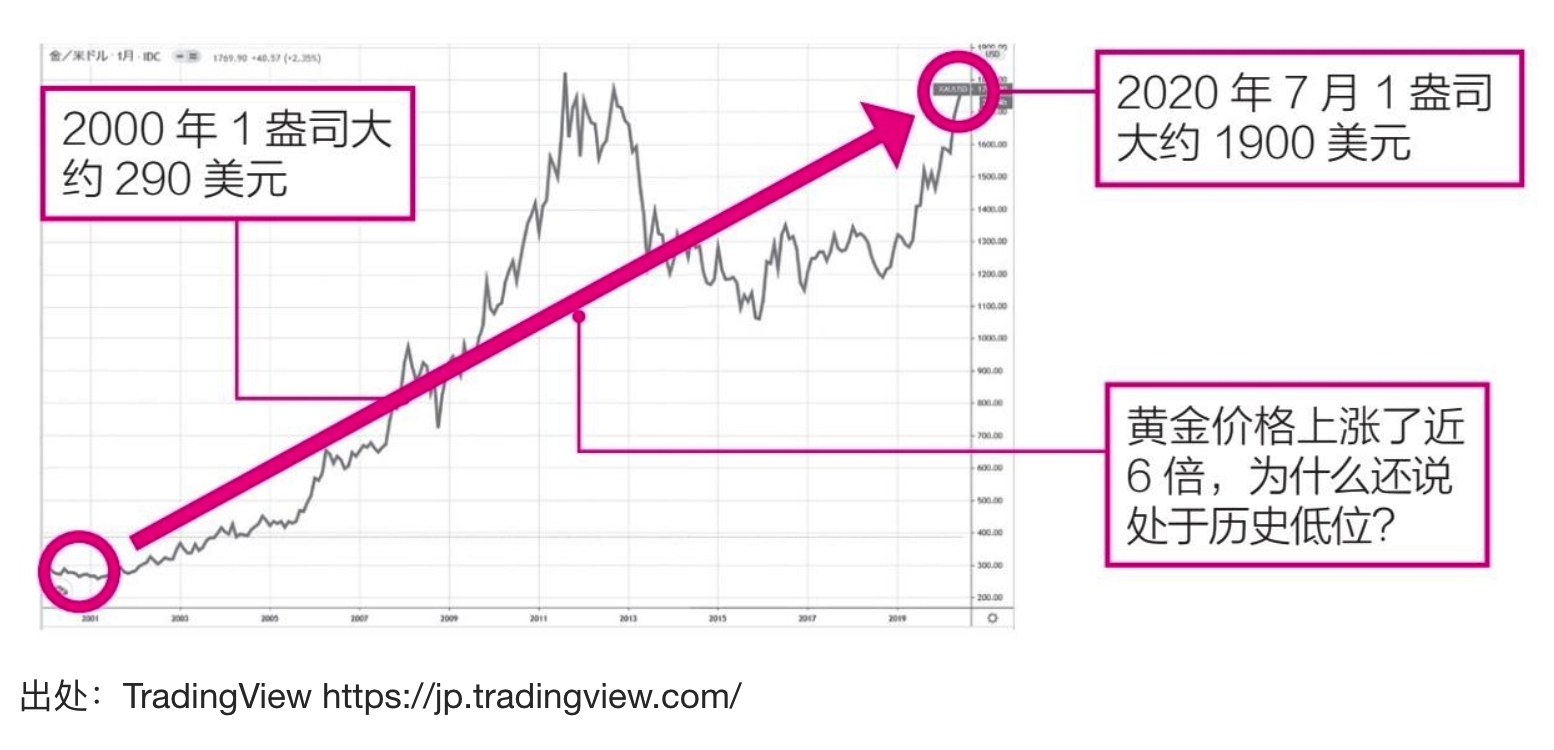 金/米ドル · 1月 · IDC 1769.90 +40.57 (+2.35%)
1900.00
USD
2000 年 1 盎司大
约 290 美元
2020 年 7 月 1 盎司
大约 1900 美元
XAUUSD
1600.00
1500.00
1400.00
1300.00
1200.00
1100.00
1000.00
900.00
800.00
700.00
600.00
500.00
400.00
300.00
200.00
黄金价格上涨了近
6 倍，为什么还说
处于历史低位？
2001 2003 2005 2007 2009 2011 2013 2015 2017 2019
出处：TradingView https://jp.tradingview.com/